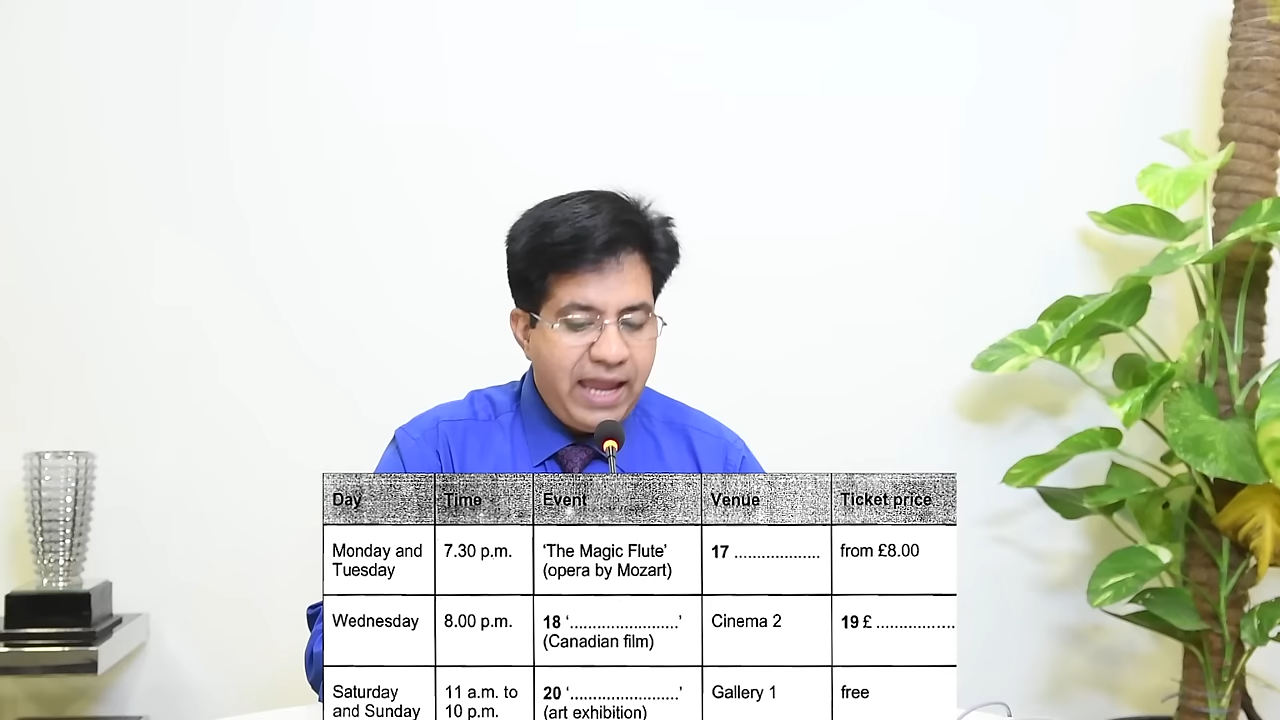 Day Time Event Venue Ticket price
Monday and 7.30 p.m. 'The Magic Flute' 17 ................... from £8.00
Tuesday (opera by Mozart)
Wednesday 8.00 p.m. 18 '........................' Cinema 2 19 £ .................
(Canadian film)
Saturday 11 a.m. to 20 '........................' Gallery 1 free
and Sunday 10 p.m. (art exhibition)